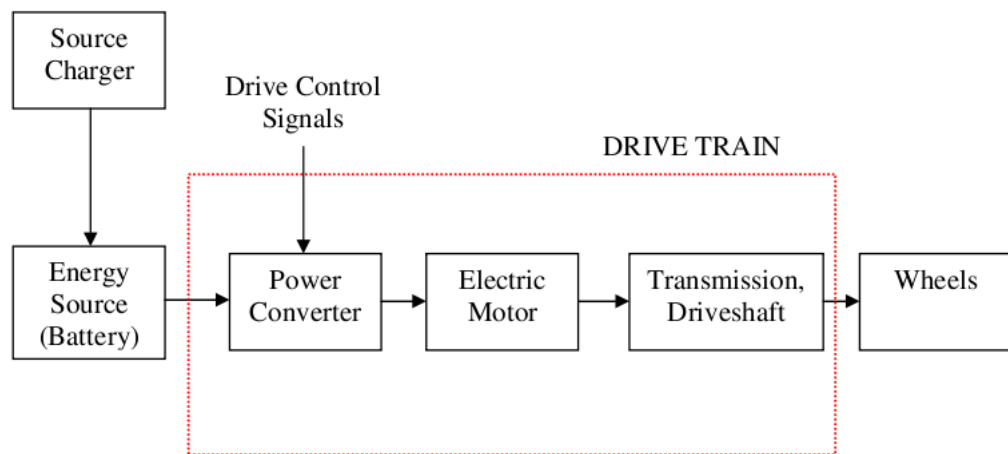 Source
Charger
Drive Control
Signals
DRIVE TRAIN
Energy
Source
(Battery)
Power
Converter
Electric
Motor
Transmission,
Driveshaft
Wheels